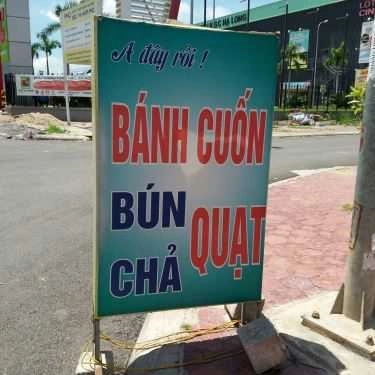 A đây rồi !
BÁNH CUỐN
BÚN
CHẢ
QUẠT